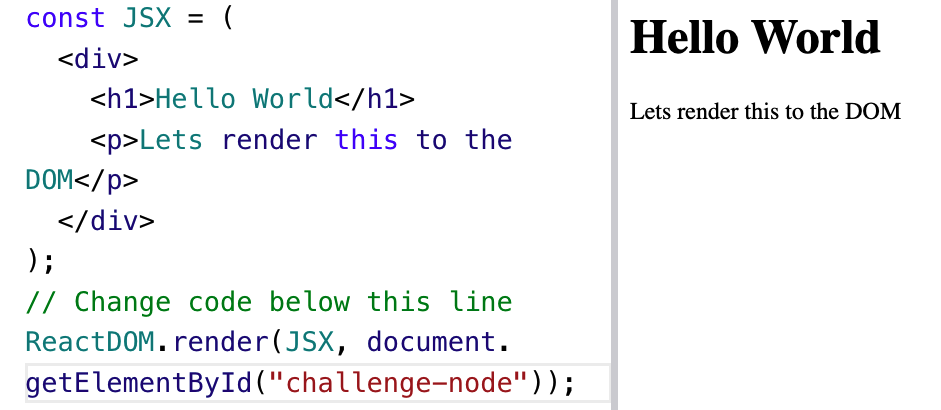 const JSX = (
  <div>
    <h1>Hello World</h1>
    <p>Lets render this to the
DOM</p>
  </div>
);
// Change code below this line
ReactDOM.render(JSX, document.
getElementById("challenge-node"));
Hello World
Lets render this to the DOM